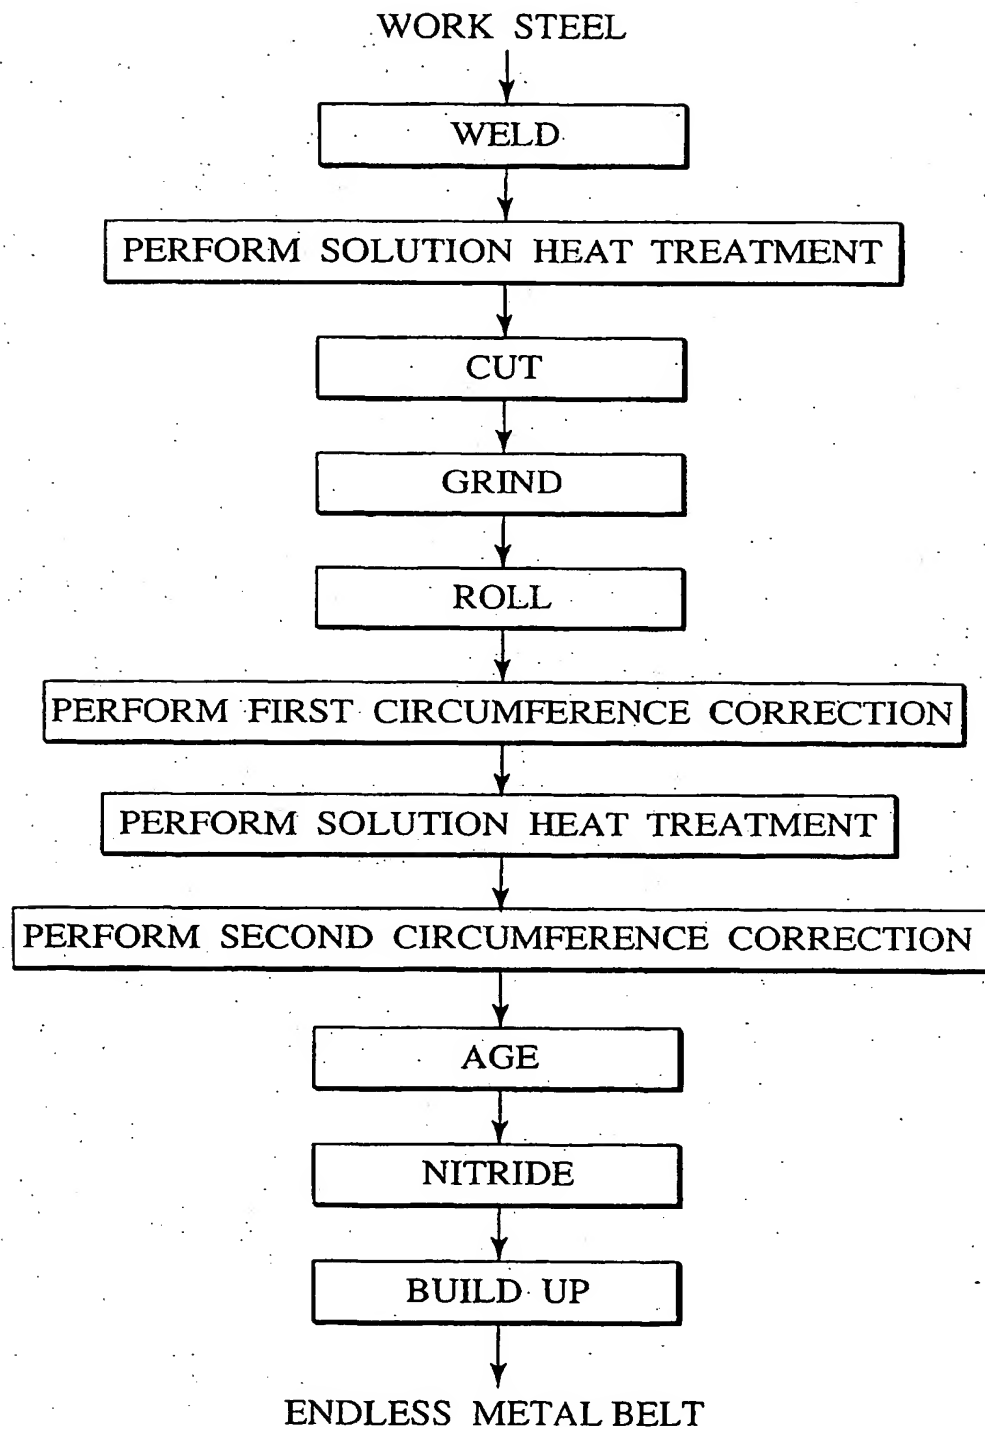 WORK STEEL
WELD
PERFORM SOLUTION HEAT TREATMENT
CUT
GRIND
ROLL
PERFORM FIRST CIRCUMFERENCE CORRECTION
PERFORM SOLUTION HEAT TREATMENT
PERFORM SECOND CIRCUMFERENCE CORRECTION
AGE
NITRIDE
BUILD UP
ENDLESS METAL BELT